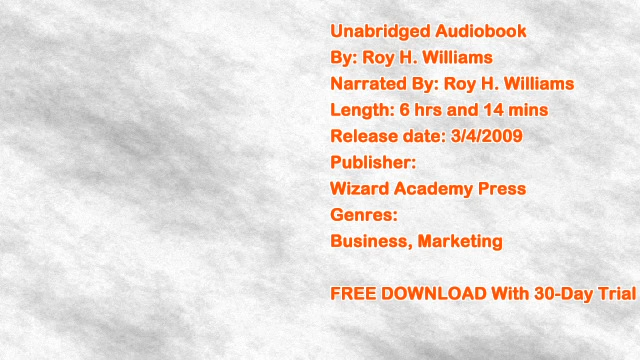 Unabridged Audiobook
By: Roy H. Williams
Narrated By: Roy H. Williams
Length: 6 hrs and 14 mins
Release date: 3/4/2009
Publisher:
Wizard Academy Press
Genres:
Business, Marketing
FREE DOWNLOAD With 30-Day Trial